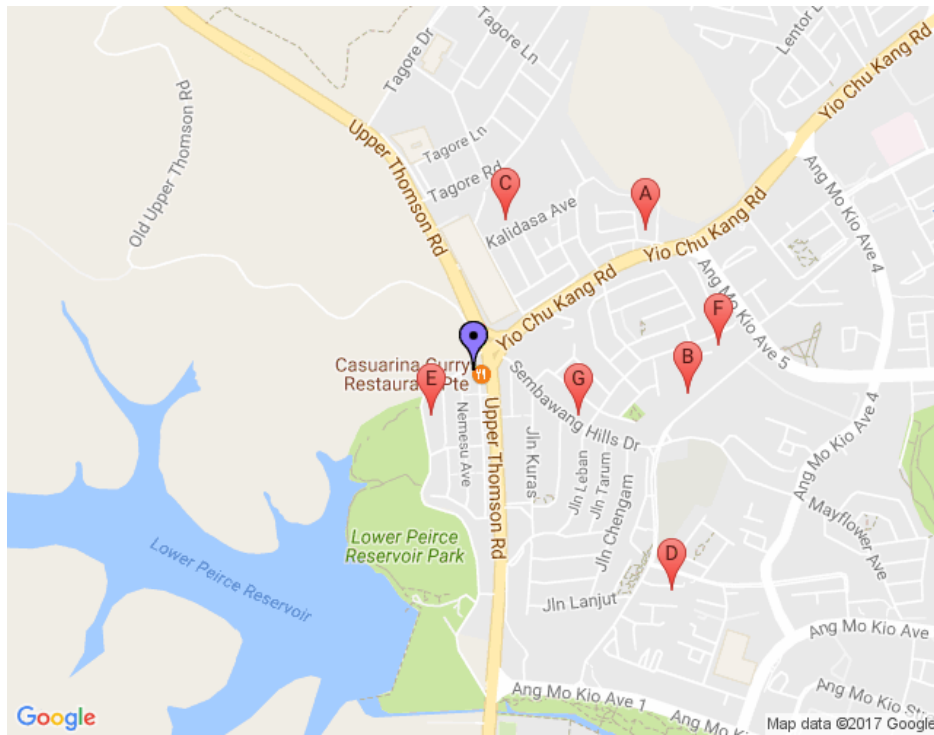 Tagore Dr
Tagore Ln
Lentor L
Yio Chu Kang Rd
Old Upper Thomson Rd
Upper Thomson Rd
Tagore Ln
Tagore Rd
C
A
Kalidasa Ave
Yio Chu Kang Rd
Ang Mo Kio Ave 4
Yio Chu Kang Rd
Ang Mo Kio Ave 5
F
Casuarina Curry
Restaurant Pte
E
G
B
Sembawang Hills Dr
Nemesu Ave
Upper Thomson Rd
Jln Kuras
Jln Leban
Jln Tarum
Jln Chengam
Ang Mo Kio Ave 4
Mayflower Ave
Lower Peirce
Reservoir Park
Lower Peirce Reservoir
D
Jln Lanjut
Ang Mo Kio Ave
Ang Mo Kio Ave 1
Ang Mo Kio
Ang Mo Kio St
Google
Map data ©2017 Google